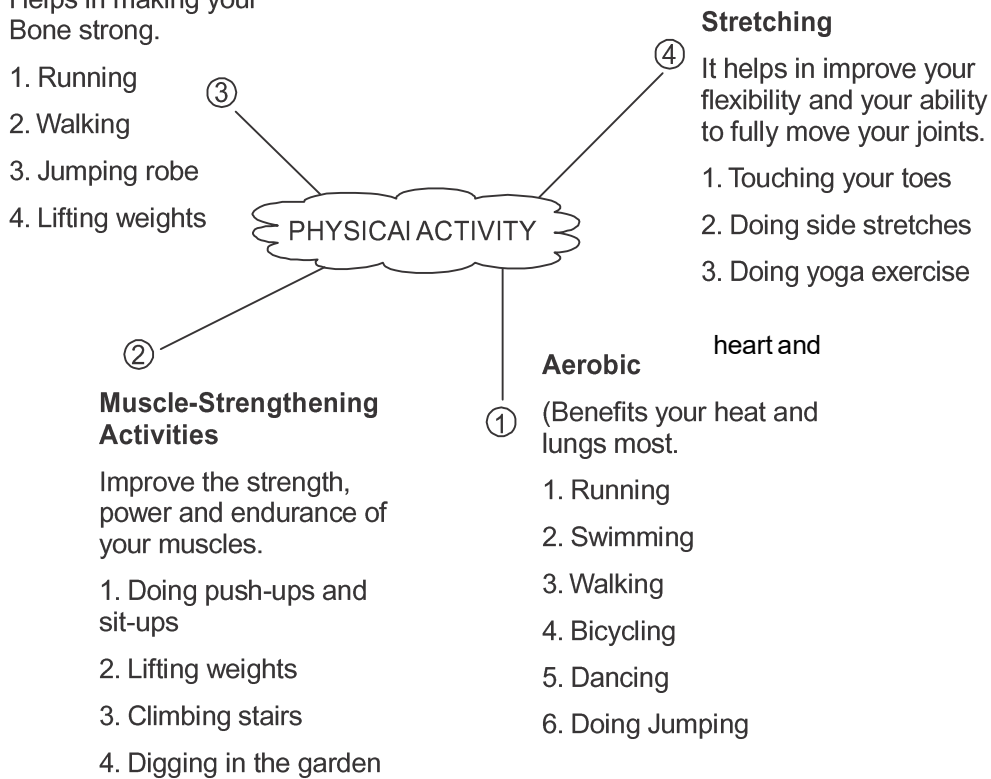 Helps in making your
Bone strong.
1. Running
2. Walking
3. Jumping robe
4. Lifting weights
3
4
Stretching
It helps in improve your
flexibility and your ability
to fully move your joints.
1. Touching your toes
2. Doing side stretches
3. Doing yoga exercise
PHYSICAl ACTIVITY
2
Muscle-Strengthening
Activities
Improve the strength,
power and endurance of
your muscles.
1. Doing push-ups and
sit-ups
2. Lifting weights
3. Climbing stairs
4. Digging in the garden
1
heart and
Aerobic
(Benefits your heat and
lungs most.
1. Running
2. Swimming
3. Walking
4. Bicycling
5. Dancing
6. Doing Jumping